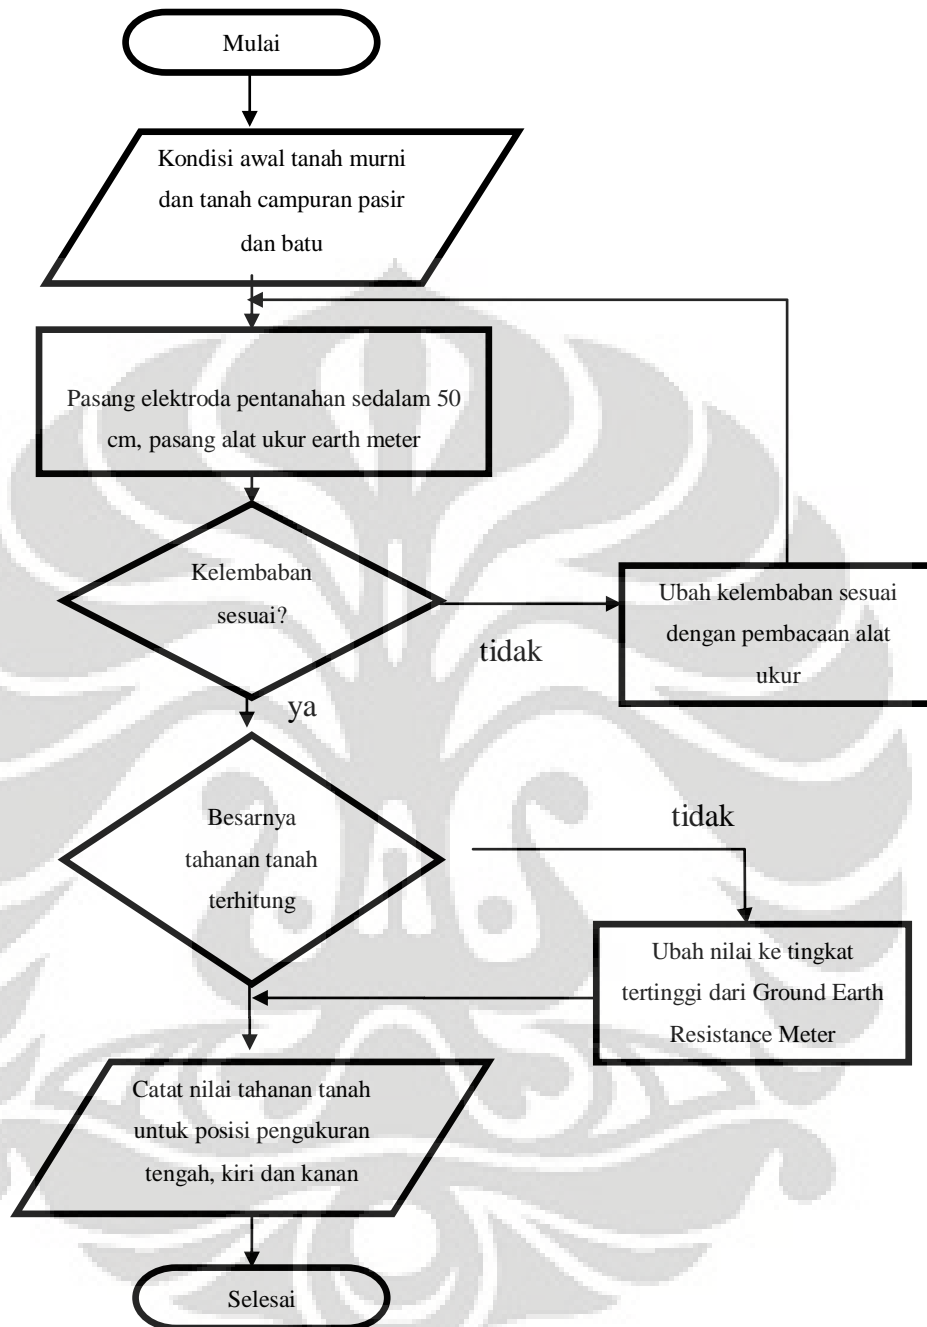 Mulai
Kondisi awal tanah murni
dan tanah campuran pasir
dan batu
Pasang elektroda pentanahan sedalam 50
cm, pasang alat ukur earth meter
Kelembaban
sesuai?
tidak
Ubah kelembaban sesuai
dengan pembacaan alat
ukur
ya
Besarnya
tahanan tanah
terhitung
tidak
Ubah nilai ke tingkat
tertinggi dari Ground Earth
Resistance Meter
Catat nilai tahanan tanah
untuk posisi pengukuran
tengah, kiri dan kanan
Selesai